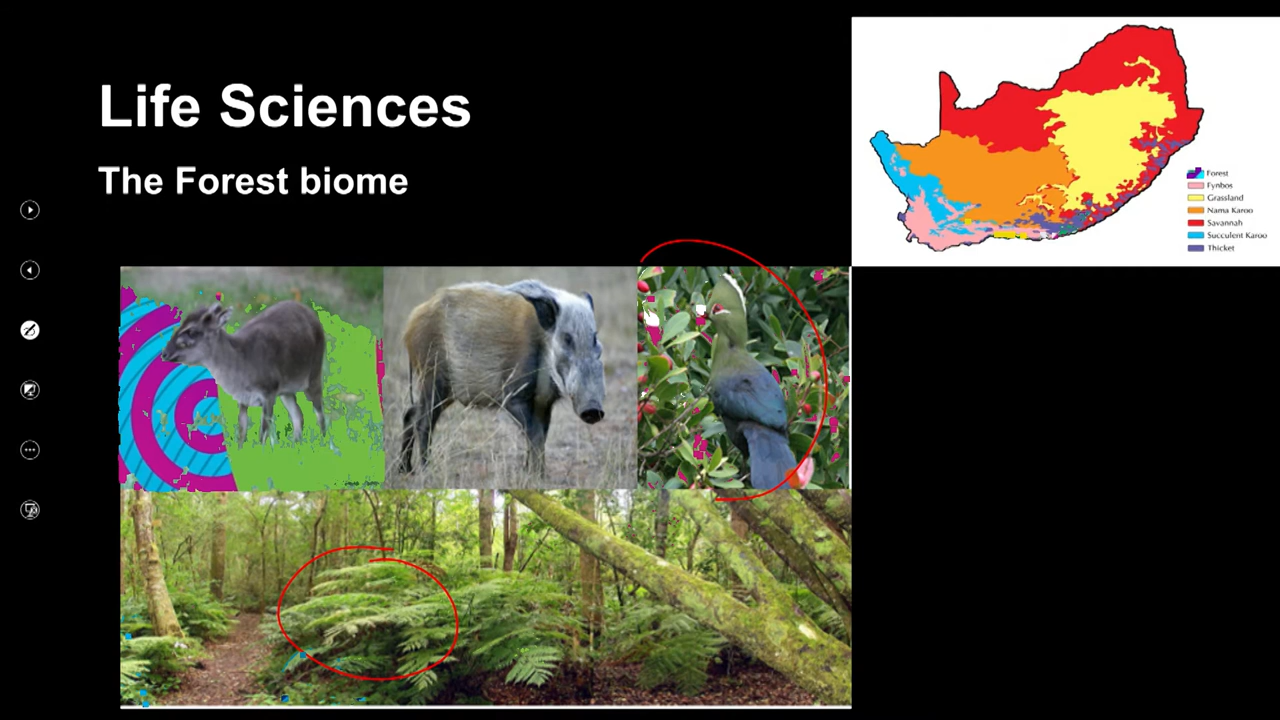 Life Sciences
The Forest biome
Forest
Fynbos
Grassland
Nama Karoo
Savannah
Succulent Karoo
Thicket